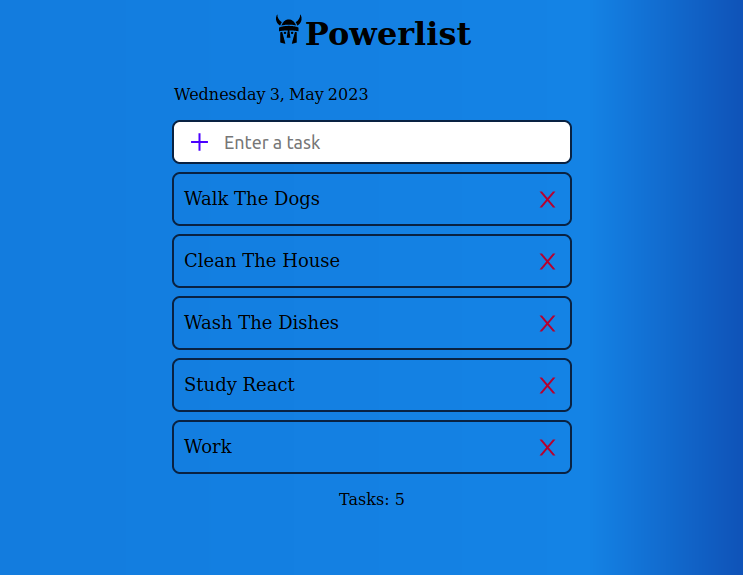 Powerlist
Wednesday 3, May 2023
Enter a task
Walk The Dogs
Clean The House
Wash The Dishes
Study React
Work
Tasks: 5